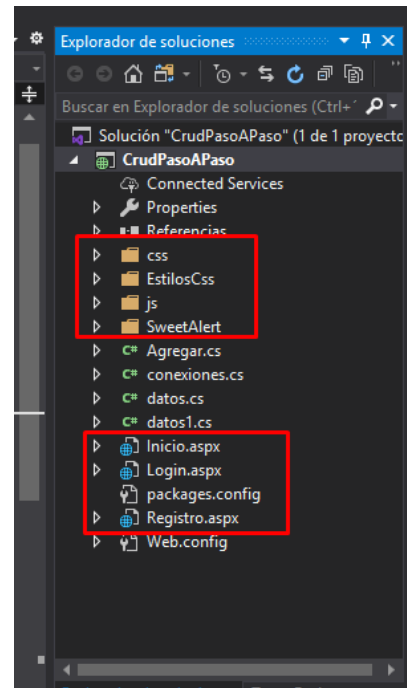 Explorador de soluciones
Buscar en Explorador de soluciones (Ctrl+´
Solución "CrudPasoAPaso" (1 de 1 proyecto
CrudPasoAPaso
Connected Services
Properties
Referencias
css
EstilosCss
js
SweetAlert
C# Agregar.cs
C# conexiones.cs
C# datos.cs
C# datos1.cs
Inicio.aspx
Login.aspx
packages.config
Registro.aspx
Web.config